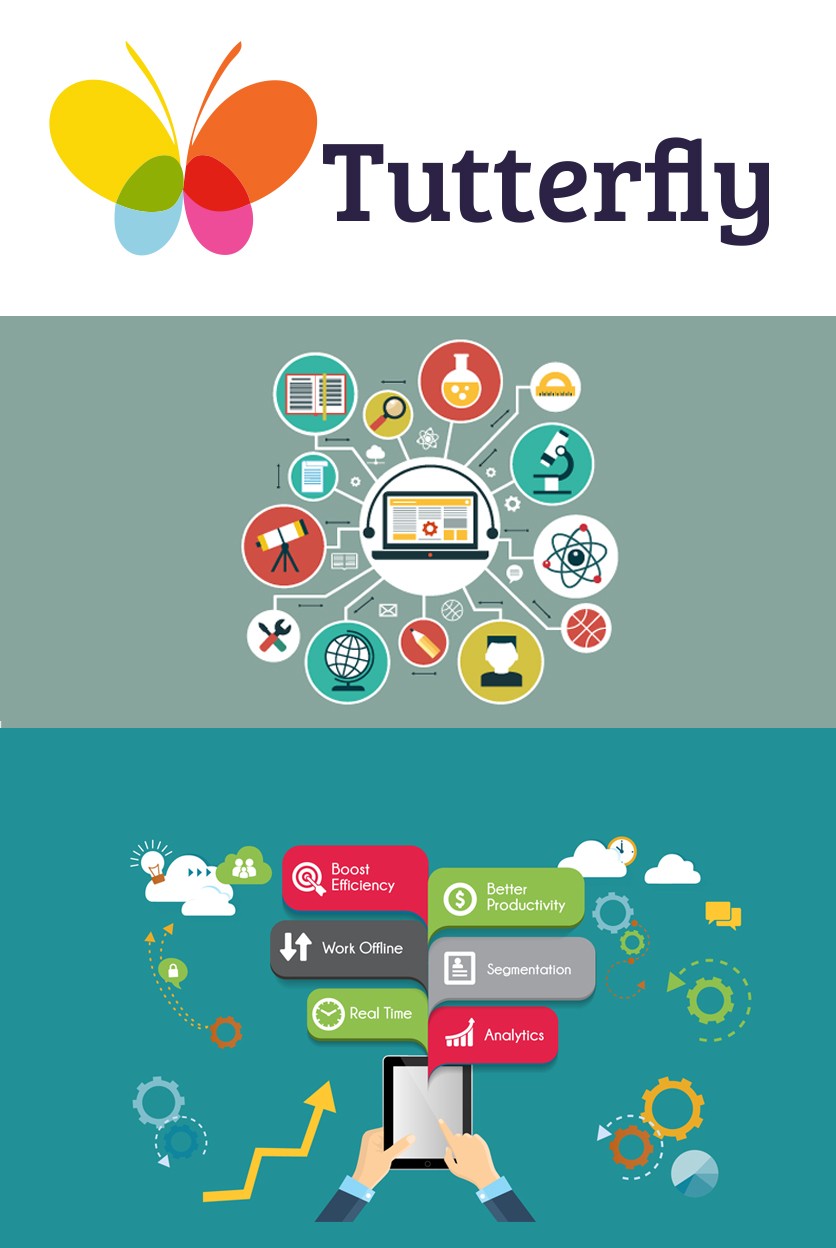 Tutterfly
Boost
Efficiency
Better
Productivity
Work Offline
Segmentation
Real Time
Analytics